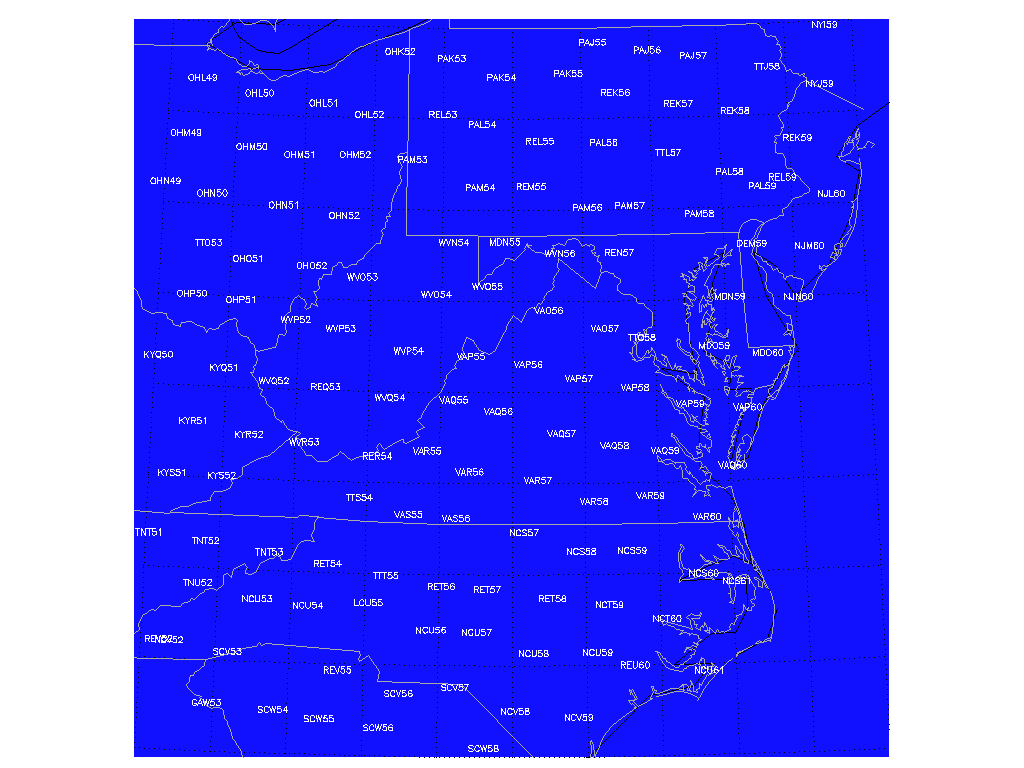 NYI59
PAJ55
PAJ56
OHK52
PAK53
PAJ57
TTJ58
PAK55
PAK54
OHL49
NYJ59
OHL50
REK56
OHL51
REK57
REK58
OHL52
REL53
PAL54
OHM49
REK59
REL55
PAL56
OHM50
OHM51
OHM52
TTL57
PAM53
PAL58
REL59
OHN49
PAL59
PAM54
REM55
OHN50
NJL60
OHN51
PAM56
PAM57
PAM58
OHN52
TTO53
WVN54
MDN55
DEM59
NJM60
WVN56
REN57
OHO51
OHO52
WVO53
WVO55
OHP50
WVO54
MDN59
NJN60
OHP51
VAO56
WVP52
WVP53
VAO57
TTO58
MDO59
WVP54
MDO60
KYQ50
VAP55
VAP56
KYQ51
WVQ52
VAP57
REQ53
VAP58
WVQ54
VAQ55
VAP59
VAP60
VAQ56
KYR51
KYR52
VAQ57
WVR53
VAQ58
VAR55
VAQ59
RER54
VAQ60
KYS51
KYS52
VAR56
VAR57
TTS54
VAR58
VAR59
VAS55
VAS56
VAR60
TNT51
NCS57
TNT52
TNT53
NCS58
NCS59
RET54
TTT55
NCS60
NCS61
TNU52
RET56
RET57
NCU53
NCU54
LCU55
RET58
NCT59
NCT60
NCU56
NCU57
SCV53
NCU58
NCU59
REU60
REV55
NCU61
SCV56
SCV57
GAW53
SCW54
SCW55
NCV58
NCV59
SCW56
SCW58